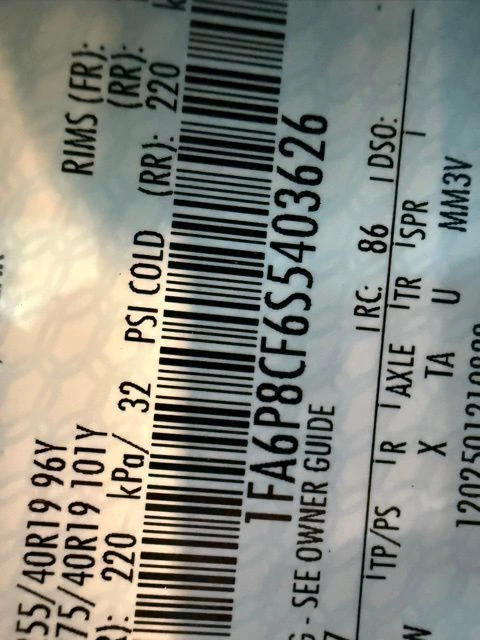 RIMS (FR):
55/40R19 96Y (RR):
75/40R19 101Y
220 kPa/ 32 PSI COLD (RR): 220
1FA6P8CF6S5403626
- SEE OWNER GUIDE
RC: 86 DSO:
TP/PS R AXLE TR SPR
X TA U MM3V